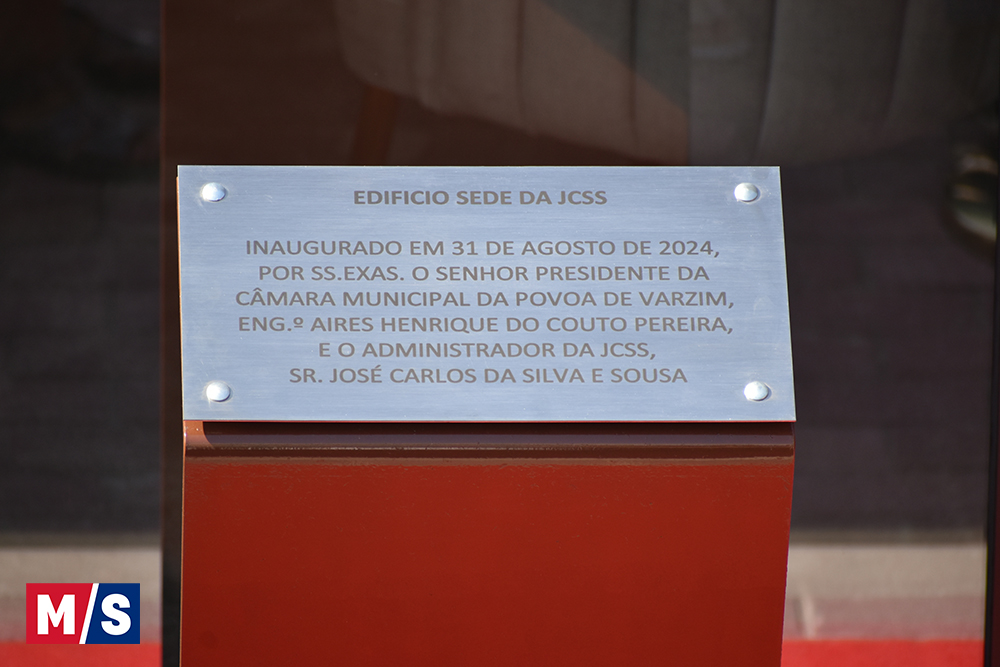 EDIFICIO SEDE DA JCSS
INAUGURADO EM 31 DE AGOSTO DE 2024,
POR SS.EXAS. O SENHOR PRESIDENTE DA
CÂMARA MUNICIPAL DA POVOA DE VARZIM,
ENG.º AIRES HENRIQUE DO COUTO PEREIRA,
E O ADMINISTRADOR DA JCSS,
SR. JOSÉ CARLOS DA SILVA E SOUSA
M/S